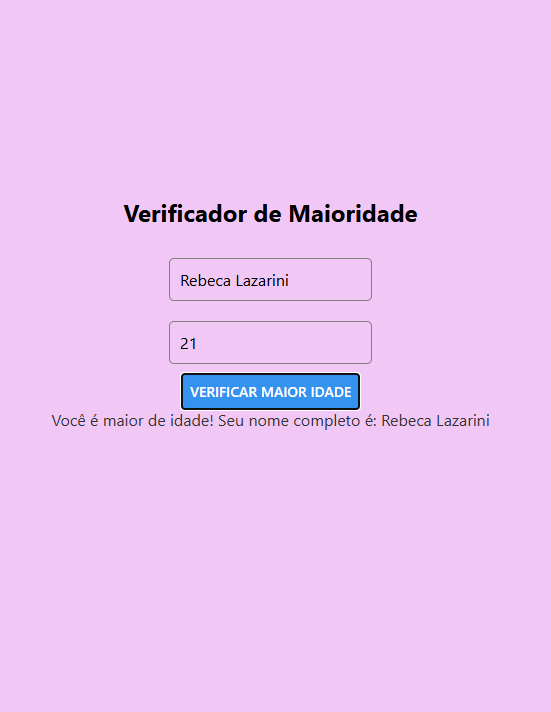 Verificador de Maioridade
Rebeca Lazarini
21
VERIFICAR MAIOR IDADE
Você é maior de idade! Seu nome completo é: Rebeca Lazarini